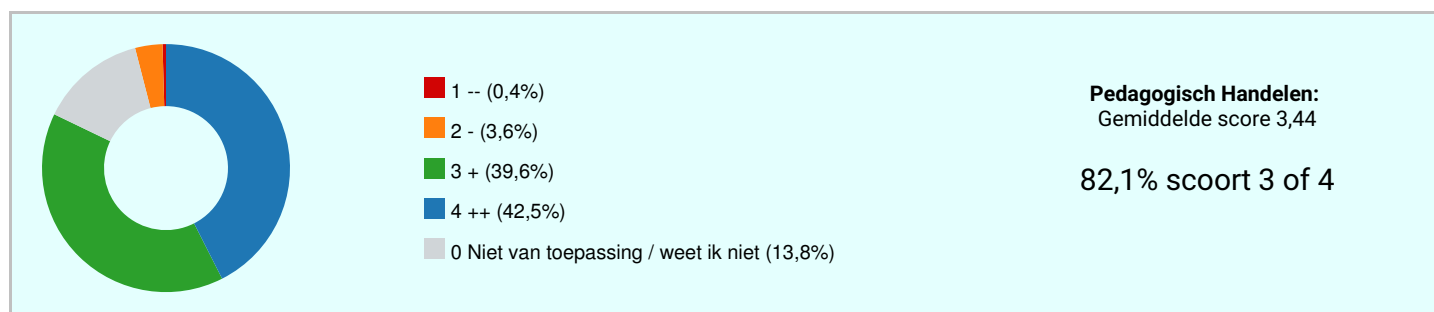 1 -- (0,4%)
2 - (3,6%)
3 + (39,6%)
4 ++ (42,5%)
0 Niet van toepassing / weet ik niet (13,8%)
Pedagogisch Handelen:
Gemiddelde score 3,44
82,1% scoort 3 of 4